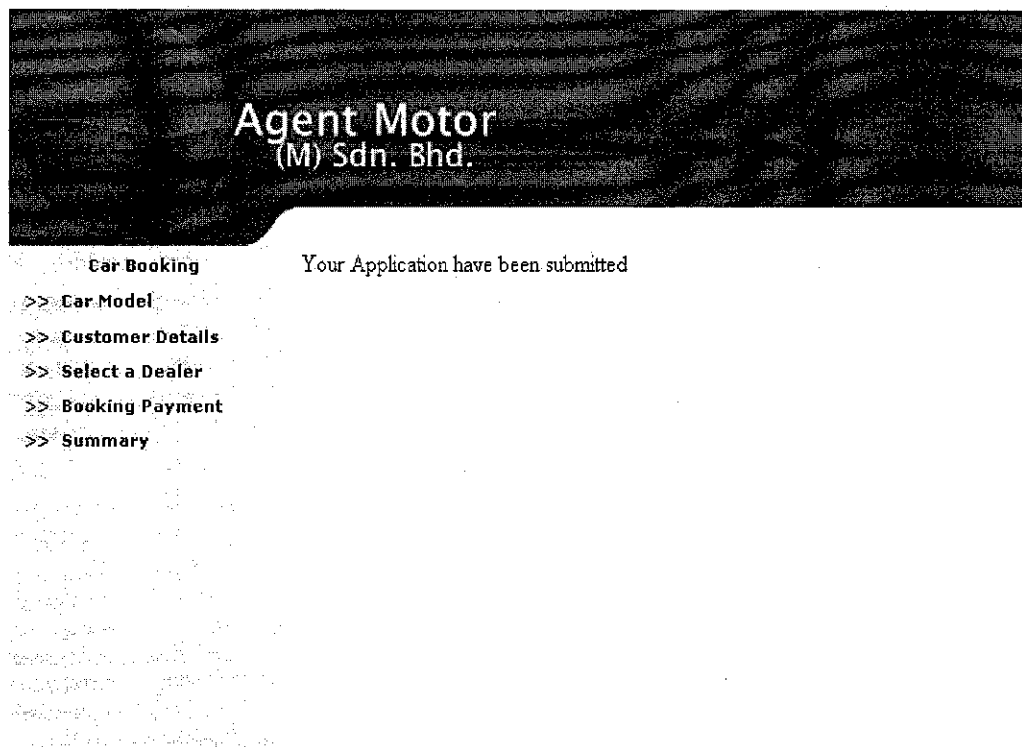 Agent Motor
(M) Sdn. Bhd.
Car Booking
>> Car Model
>> Customer Details
>> Select a Dealer
>> Booking Payment
>> Summary
Your Application have been submitted